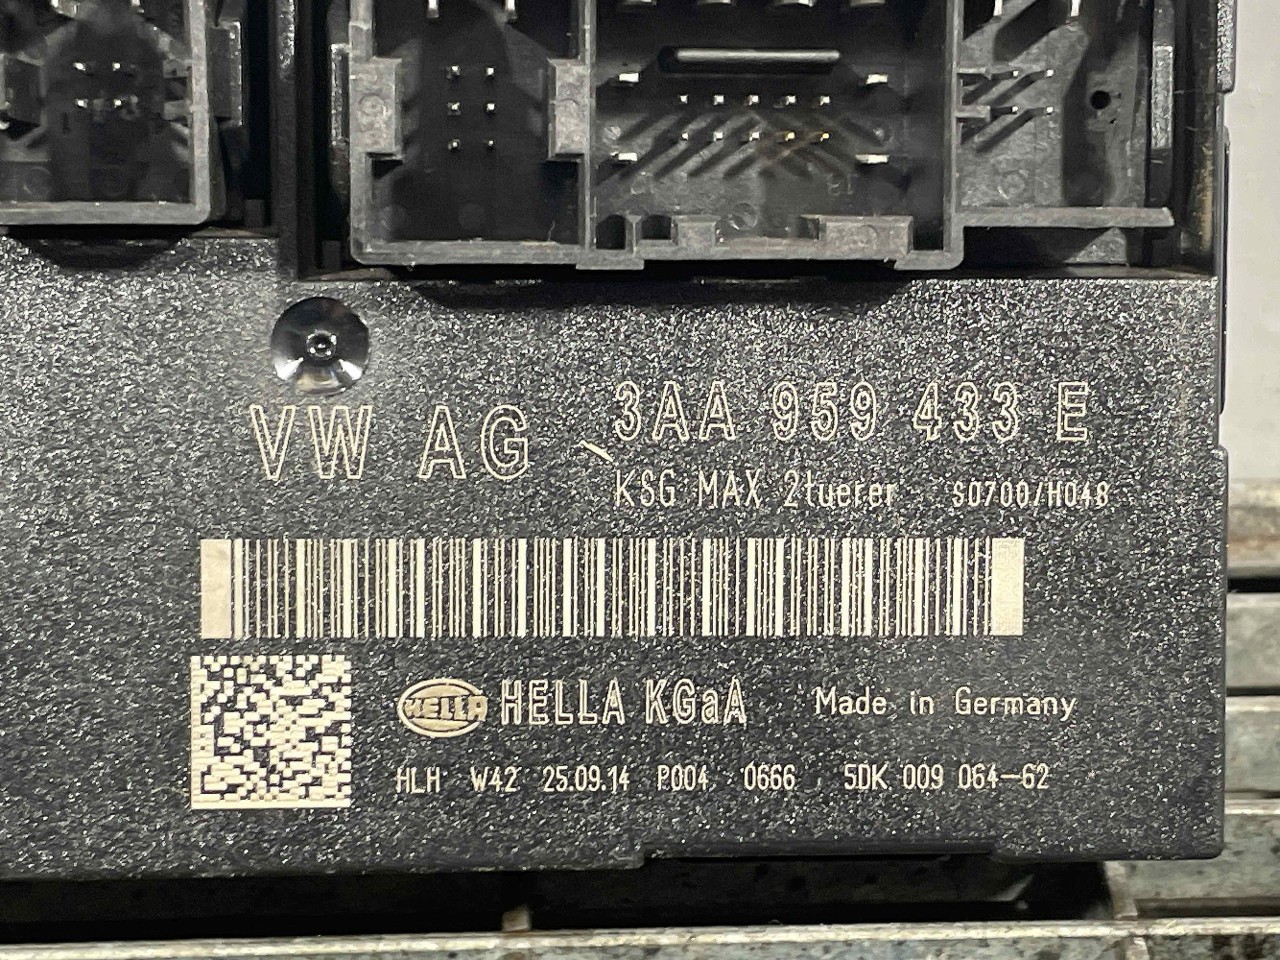 VW AG 3AA 959 433 E
KSG MAX 2tuerer S0700/H048
HELLA HELLA KGaA Made in Germany
HLH W42 25.09.14 P004 0666 5DK 009 064-62